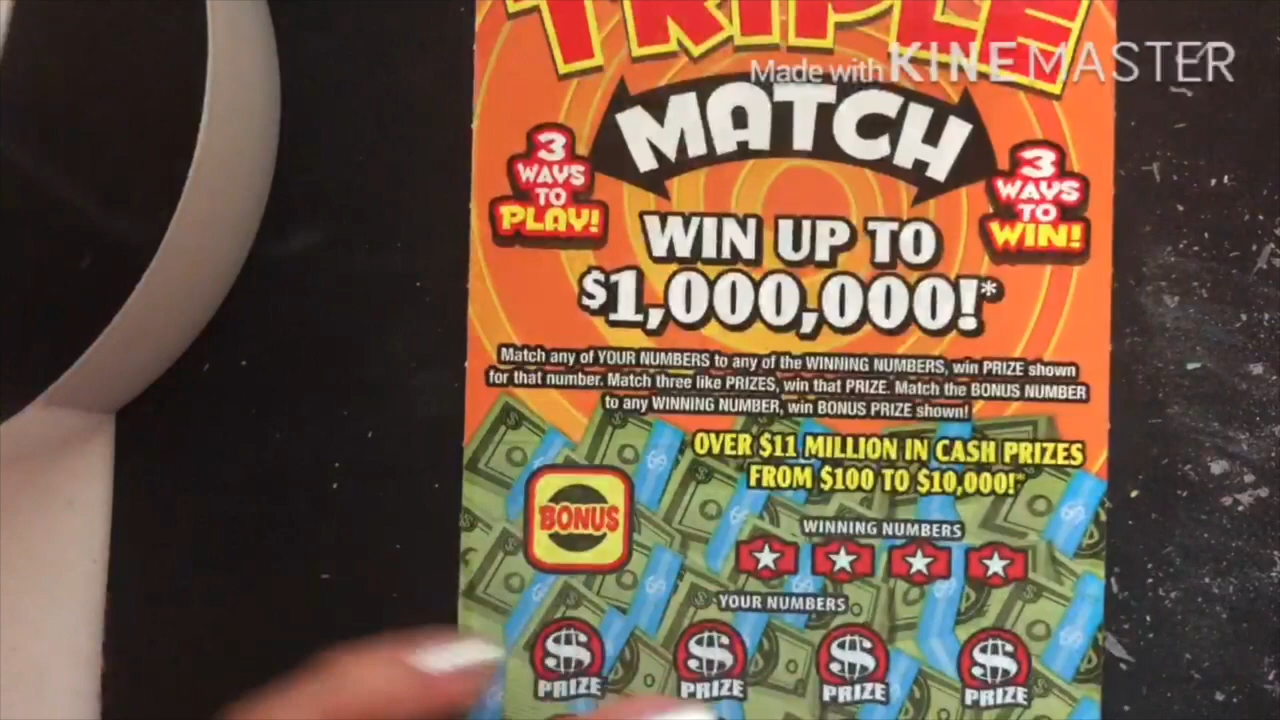 TRIPLE
Made with KINEMASTER
MATCH
3
WAYS
TO
PLAY!
3
WAYS
TO
WIN!
WIN UP TO
$1,000,000!*
Match any of YOUR NUMBERS to any of the WINNING NUMBERS, win PRIZE shown
for that number. Match three like PRIZES, win that PRIZE. Match the BONUS NUMBER
to any WINNING NUMBER, win BONUS PRIZE shown!
OVER $11 MILLION IN CASH PRIZES
FROM $100 TO $10,000!*
BONUS
WINNING NUMBERS
YOUR NUMBERS
$ $ $ $
PRIZE PRIZE PRIZE PRIZE